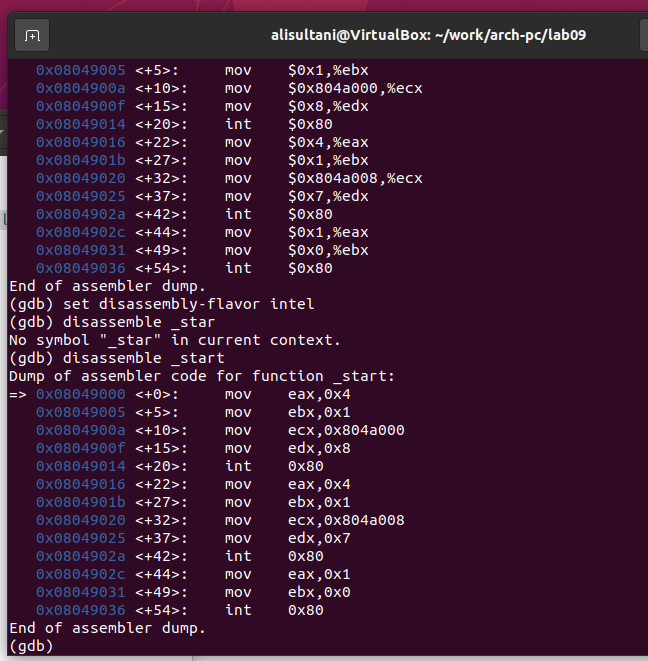 alisultani@VirtualBox: ~/work/arch-pc/lab09
0x08049005 <+5>: mov $0x1,%ebx
0x0804900a <+10>: mov $0x804a000,%ecx
0x0804900f <+15>: mov $0x8,%edx
0x08049014 <+20>: int $0x80
0x08049016 <+22>: mov $0x4,%eax
0x0804901b <+27>: mov $0x1,%ebx
0x08049020 <+32>: mov $0x804a008,%ecx
0x08049025 <+37>: mov $0x7,%edx
0x0804902a <+42>: int $0x80
0x0804902c <+44>: mov $0x1,%eax
0x08049031 <+49>: mov $0x0,%ebx
0x08049036 <+54>: int $0x80
End of assembler dump.
(gdb) set disassembly-flavor intel
(gdb) disassemble _star
No symbol "_star" in current context.
(gdb) disassemble _start
Dump of assembler code for function _start:
=> 0x08049000 <+0>: mov eax,0x4
0x08049005 <+5>: mov ebx,0x1
0x0804900a <+10>: mov ecx,0x804a000
0x0804900f <+15>: mov edx,0x8
0x08049014 <+20>: int 0x80
0x08049016 <+22>: mov eax,0x4
0x0804901b <+27>: mov ebx,0x1
0x08049020 <+32>: mov ecx,0x804a008
0x08049025 <+37>: mov edx,0x7
0x0804902a <+42>: int 0x80
0x0804902c <+44>: mov eax,0x1
0x08049031 <+49>: mov ebx,0x0
0x08049036 <+54>: int 0x80
End of assembler dump.
(gdb)